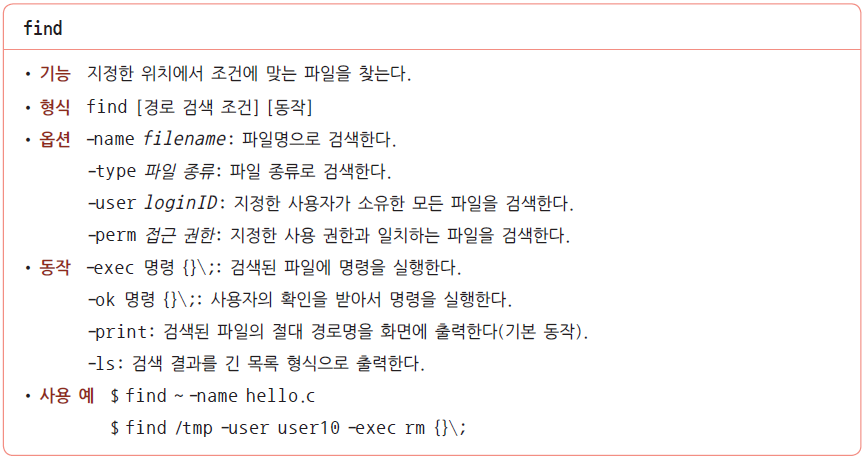 find
• 기능 지정한 위치에서 조건에 맞는 파일을 찾는다.
• 형식 find [경로 검색 조건] [동작]
• 옵션 -name filename: 파일명으로 검색한다.
-type 파일 종류: 파일 종류로 검색한다.
-user loginID: 지정한 사용자가 소유한 모든 파일을 검색한다.
-perm 접근 권한: 지정한 사용 권한과 일치하는 파일을 검색한다.
• 동작 -exec 명령 {}\;: 검색된 파일에 명령을 실행한다.
-ok 명령 {}\;: 사용자의 확인을 받아서 명령을 실행한다.
-print: 검색된 파일의 절대 경로명을 화면에 출력한다(기본 동작).
-ls: 검색 결과를 긴 목록 형식으로 출력한다.
• 사용 예 $ find ~ -name hello.c
$ find /tmp -user user10 -exec rm {}\;